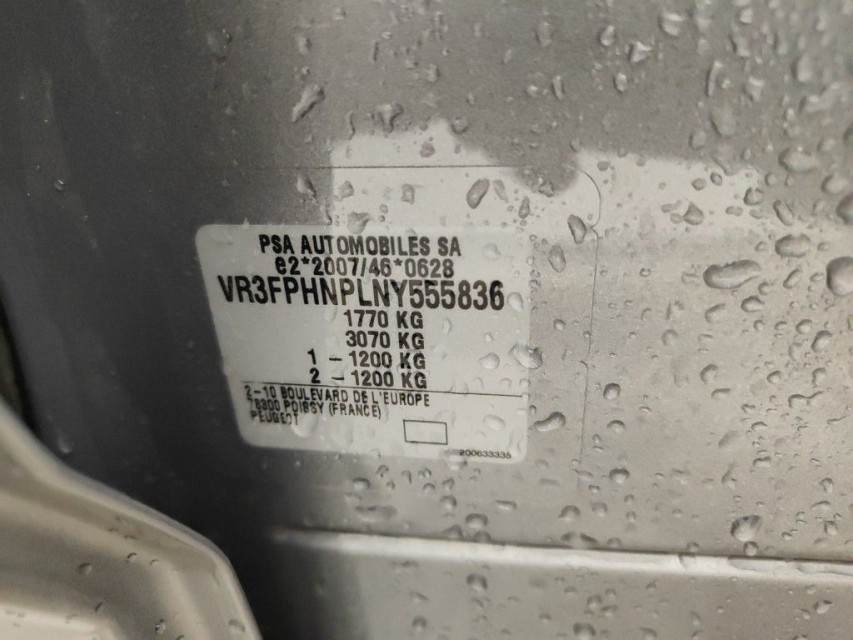 PSA AUTOMOBILES SA
e2*2007/46*0628
VR3FPHNPLNY555836
1770 KG
3070 KG
1 - 1200 KG
2 - 1200 KG
2-10 BOULEVARD DE L'EUROPE
78300 POISSY (FRANCE)
PEUGEOT
200633335